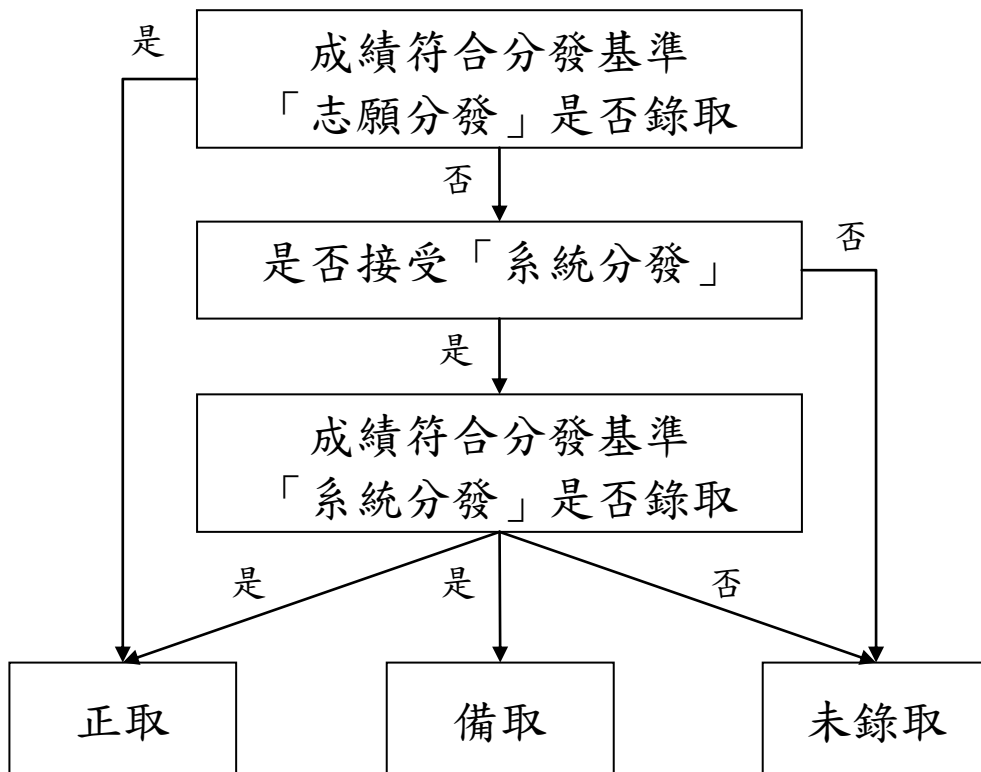 是
成績符合分發基準
「志願分發」是否錄取
否
是否接受「系統分發」
否
是
成績符合分發基準
「系統分發」是否錄取
是
是
否
正取
備取
未錄取